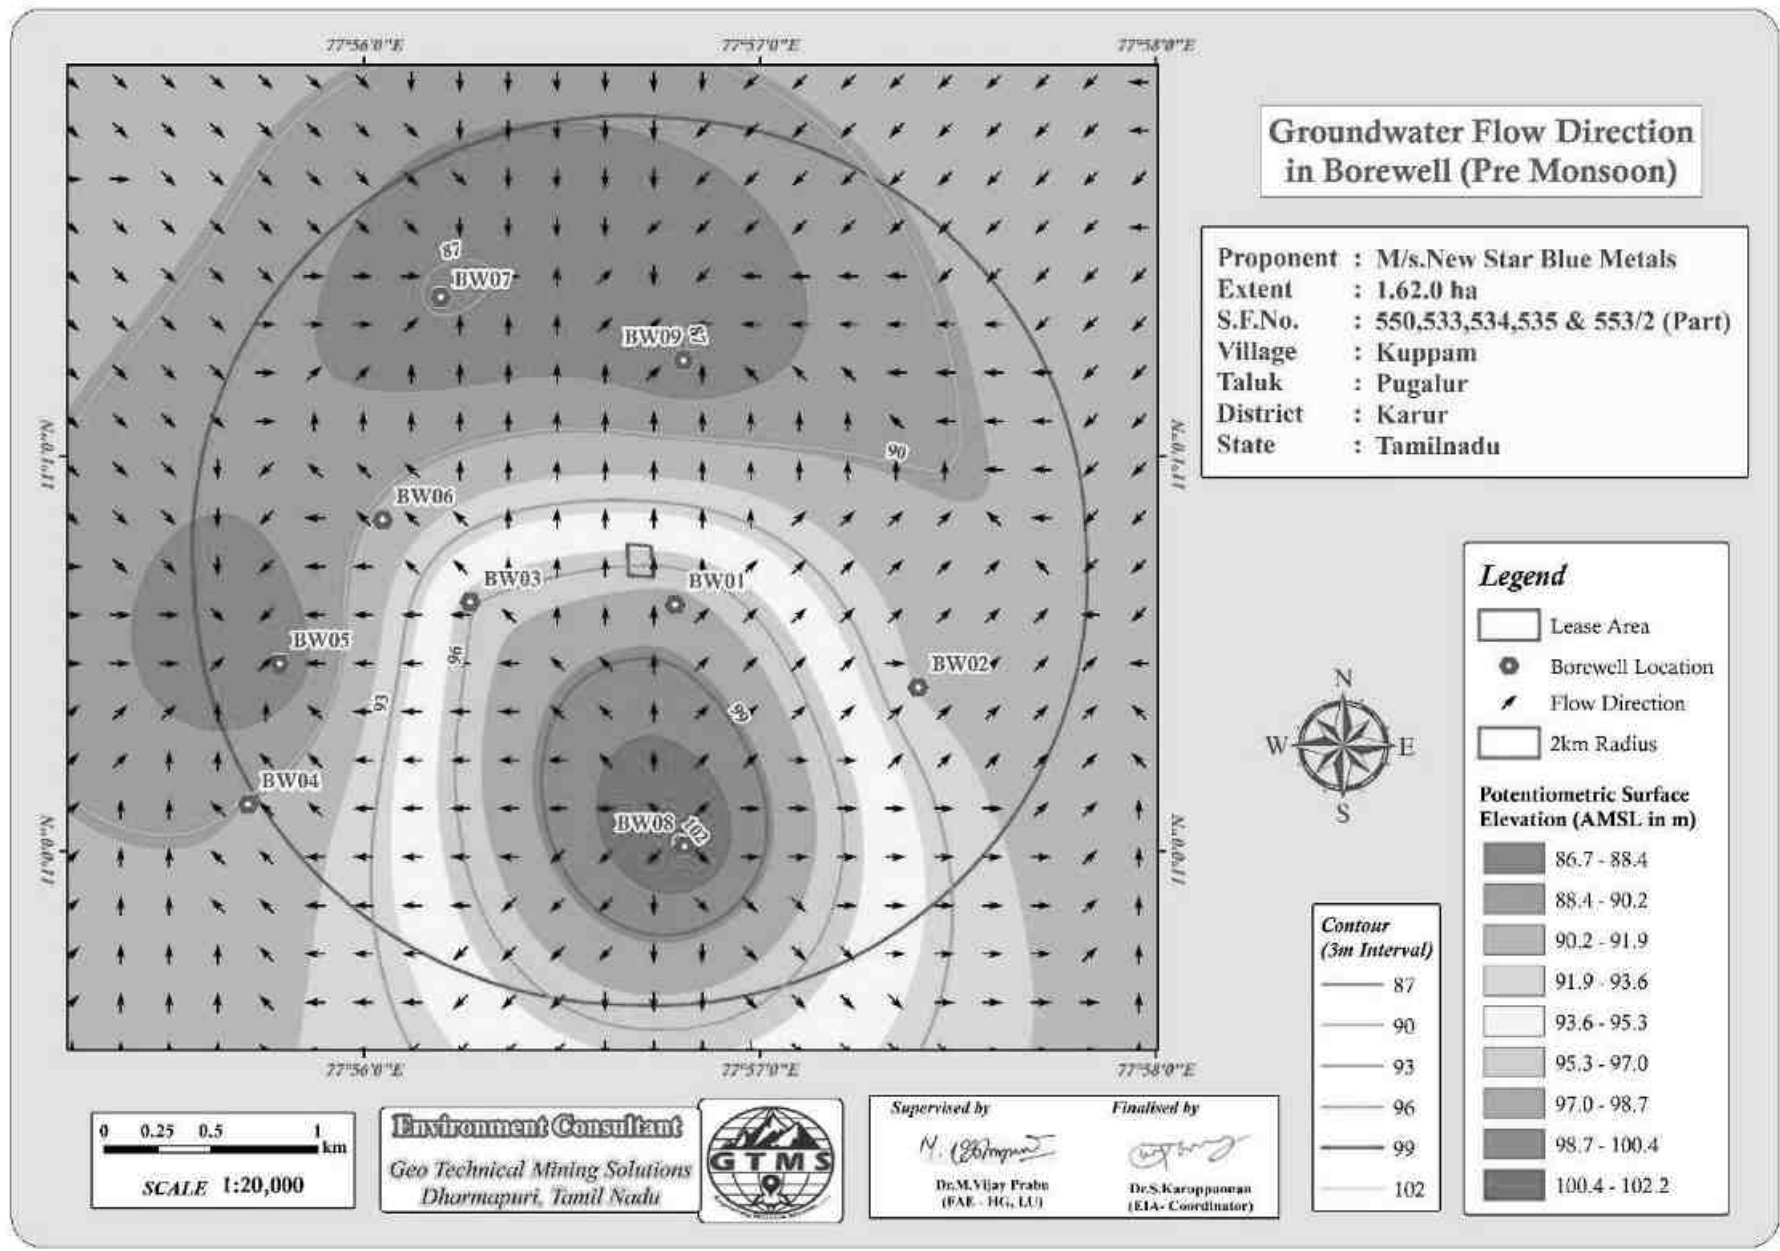 77°56'0"E
77°57'0"E
77°58'0"E
Groundwater Flow Direction
in Borewell (Pre Monsoon)
Proponent : M/s.New Star Blue Metals
Extent : 1.62.0 ha
S.F.No. : 550,533,534,535 & 553/2 (Part)
Village : Kuppam
Taluk : Pugalur
District : Karur
State : Tamilnadu
87
BW07
BW09
87
90
11°1'0"N
11°1'0"N
BW06
BW03
BW01
BW05
96
BW02
93
99
BW04
BW08
102
11°0'0"N
11°0'0"N
77°56'0"E
77°57'0"E
77°58'0"E
N
W
E
S
Legend
Lease Area
Borewell Location
Flow Direction
2km Radius
Potentiometric Surface
Elevation (AMSL in m)
86.7 - 88.4
88.4 - 90.2
90.2 - 91.9
91.9 - 93.6
93.6 - 95.3
95.3 - 97.0
97.0 - 98.7
98.7 - 100.4
100.4 - 102.2
Contour
(3m Interval)
87
90
93
96
99
102
0 0.25 0.5 1
km
SCALE 1:20,000
Environment Consultant
Geo Technical Mining Solutions
Dharmapuri, Tamil Nadu
GTMS
Supervised by
Dr.M.Vijay Prabu
(FAE - HG, LU)
Finalised by
Dr.S.Karuppannan
(EIA- Coordinator)